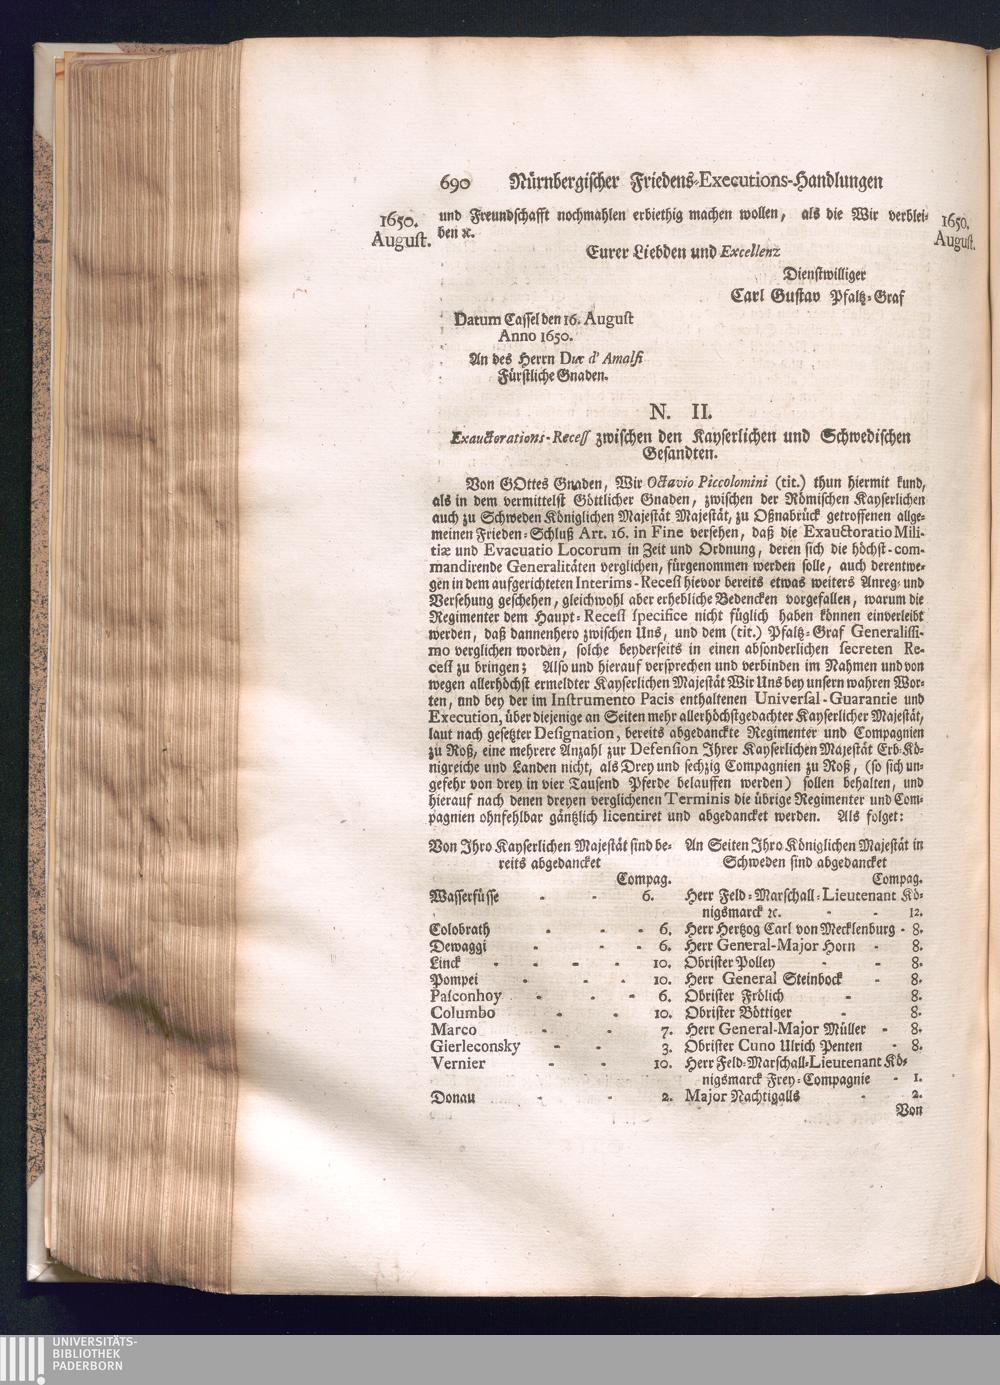 690 Nürnbergischer Friedens-Executions-Handlungen
1650.
August.
1650.
August.
und Freundschafft nochmahlen erbiethig machen wollen, als die Wir verblei-
ben ꝛc.
Eurer Liebden und Excellenz
Dienstwilliger
Carl Gustav Pfaltz-Graf
Datum Cassel den 16. August
Anno 1650.
An des Herrn Duc d' Amalfi
Fürstliche Gnaden.
N. II.
Exauctorations-Recess zwischen den Kayserlichen und Schwedischen
Gesandten.
Von GOttes Gnaden, Wir Octavio Piccolomini (tit.) thun hiermit kund,
als in dem vermittelst Göttlicher Gnaden, zwischen der Römischen Kayserlichen
auch zu Schweden Königlichen Majestät Majestät, zu Oßnabrück getroffenen allge-
meinen Frieden-Schluß Art. 16. in Fine versehen, daß die Exauctoratio Mili-
tiæ und Evacuatio Locorum in Zeit und Ordnung, deren sich die höchst-com-
mandirende Generalitäten verglichen, fürgenommen werden solle, auch derentwe-
gen in dem aufgerichteten Interims-Recess hievor bereits etwas weiters Anreg- und
Versehung geschehen, gleichwohl aber erhebliche Bedencken vorgefallen, warum die
Regimenter dem Haupt-Recess specifice nicht füglich haben können einverleibt
werden, daß dannenhero zwischen Uns, und dem (tit.) Pfaltz-Graf Generalissi-
mo verglichen worden, solche beyderseits in einen absonderlichen secreten Re-
cess zu bringen; Also und hierauf versprechen und verbinden im Nahmen und von
wegen allerhöchst ermeldter Kayserlichen Majestät Wir Uns bey unsern wahren Wor-
ten, und bey der im Instrumento Pacis enthaltenen Universal-Guarantie und
Execution, über diejenige an Seiten mehr allerhöchstgedachter Kayserlicher Majestät,
laut nach gesetzter Designation, bereits abgedanckte Regimenter und Compagnien
zu Roß, eine mehrere Anzahl zur Defension Ihrer Kayserlichen Majestät Erb-Kö-
nigreiche und Landen nicht, als Drey und sechzig Compagnien zu Roß, (so sich un-
gefehr von drey in vier Tausend Pferde belauffen werden) sollen behalten, und
hierauf nach denen dreyen verglichenen Terminis die übrige Regimenter und Com-
pagnien ohnfehlbar gäntzlich licentiret und abgedancket werden. Als folget:
Von Ihro Kayserlichen Majestät sind be-
reits abgedancket
Compag.
Wasserfüsse - - 6.
Colobrath - - - 6.
Dewaggi - - - 6.
Linck - - - - 10.
Pompei - - - 10.
Pasconhoy - - - 6.
Columbo - - 10.
Marco - - 7.
Gierleconsky - - 3.
Vernier - - 10.
Donau - - 2.
An Seiten Ihro Königlichen Majestät in
Schweden sind abgedancket
Compag.
Herr Feld-Marschall-Lieutenant Kö-
nigsmarck ꝛc. - - 12.
Herr Hertzog Carl von Mecklenburg - 8.
Herr General-Major Horn - 8.
Obrister Polley - - 8.
Herr General Steinbock - 8.
Obrister Frölich - 8.
Obrister Böttiger - 8.
Herr General-Major Müller - 8.
Obrister Cuno Ulrich Penten - 8.
Herr Feld-Marschall-Lieutenant Kö-
nigsmarck Frey-Compagnie - 1.
Major Nachtigalls - 2.
Von
UNIVERSITÄTS-
BIBLIOTHEK
PADERBORN